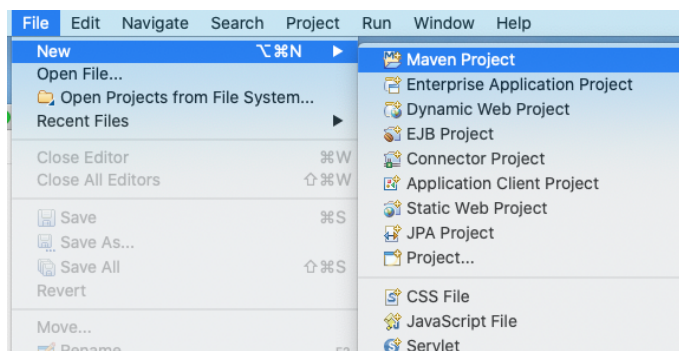 File Edit Navigate Search Project Run Window Help
New ⌥⌘N ▶
Open File...
Open Projects from File System...
Recent Files ▶
Close Editor ⌘W
Close All Editors ⇧⌘W
Save ⌘S
Save As...
Save All ⇧⌘S
Revert
Move...
Rename
Maven Project
Enterprise Application Project
Dynamic Web Project
EJB Project
Connector Project
Application Client Project
Static Web Project
JPA Project
Project...
CSS File
JavaScript File
Servlet